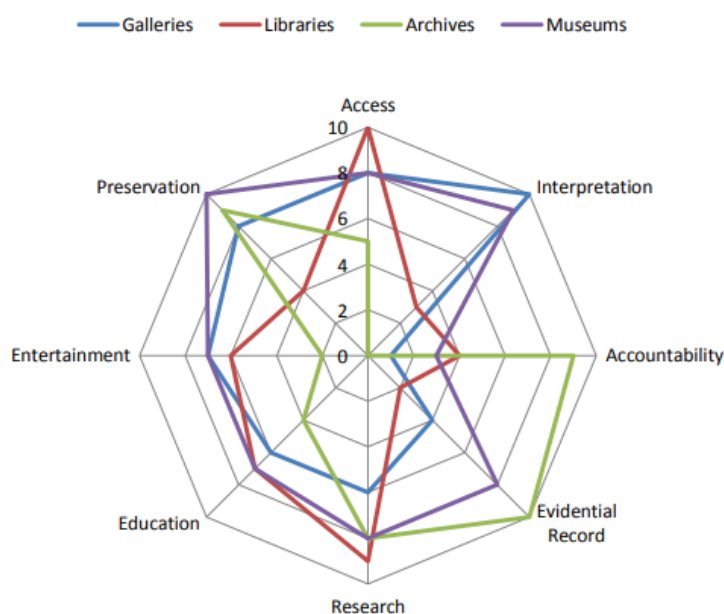 Galleries Libraries Archives Museums
Access
10
Preservation
8
Interpretation
6
4
2
Entertainment
0
Accountability
Education
Evidential
Record
Research